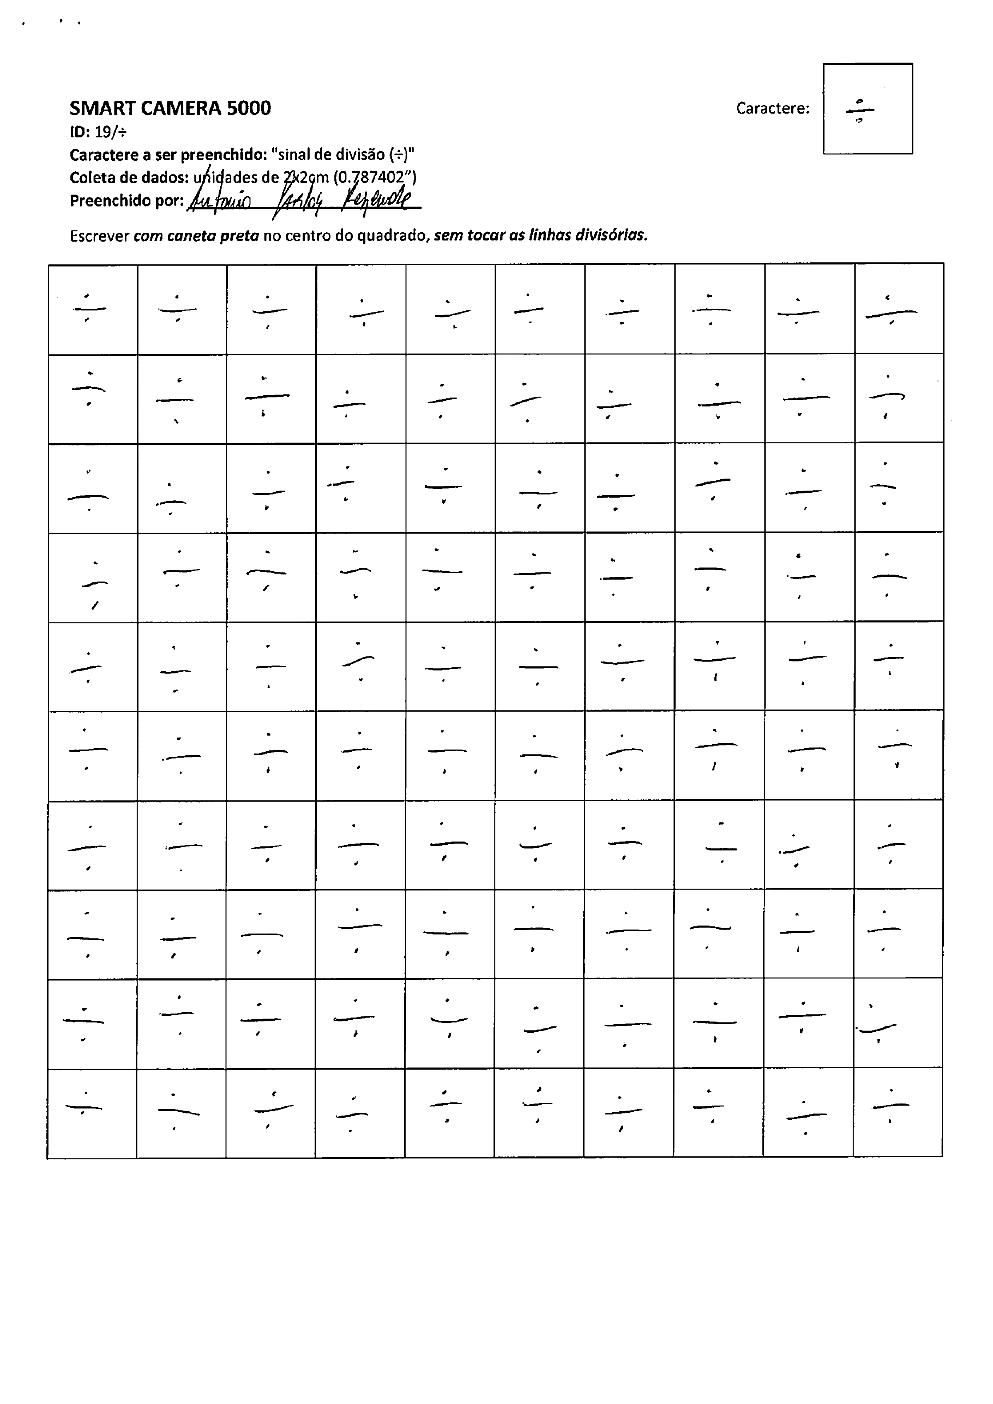 SMART CAMERA 5000
Caractere: ÷
ID: 19/÷
Caractere a ser preenchido: "sinal de divisão (÷)"
Coleta de dados: unidades de 2x2cm (0.787402")
Preenchido por: Antonio Carlos Rezende
Escrever com caneta preta no centro do quadrado, sem tocar as linhas divisórias.
÷ ÷ ÷ ÷ ÷ ÷ ÷ ÷ ÷ ÷
÷ ÷ ÷ ÷ ÷ ÷ ÷ ÷ ÷ ÷
÷ ÷ ÷ ÷ ÷ ÷ ÷ ÷ ÷ ÷
÷ ÷ ÷ ÷ ÷ ÷ ÷ ÷ ÷ ÷
÷ ÷ ÷ ÷ ÷ ÷ ÷ ÷ ÷ ÷
÷ ÷ ÷ ÷ ÷ ÷ ÷ ÷ ÷ ÷
÷ ÷ ÷ ÷ ÷ ÷ ÷ ÷ ÷ ÷
÷ ÷ ÷ ÷ ÷ ÷ ÷ ÷ ÷ ÷
÷ ÷ ÷ ÷ ÷ ÷ ÷ ÷ ÷ ÷
÷ ÷ ÷ ÷ ÷ ÷ ÷ ÷ ÷ ÷